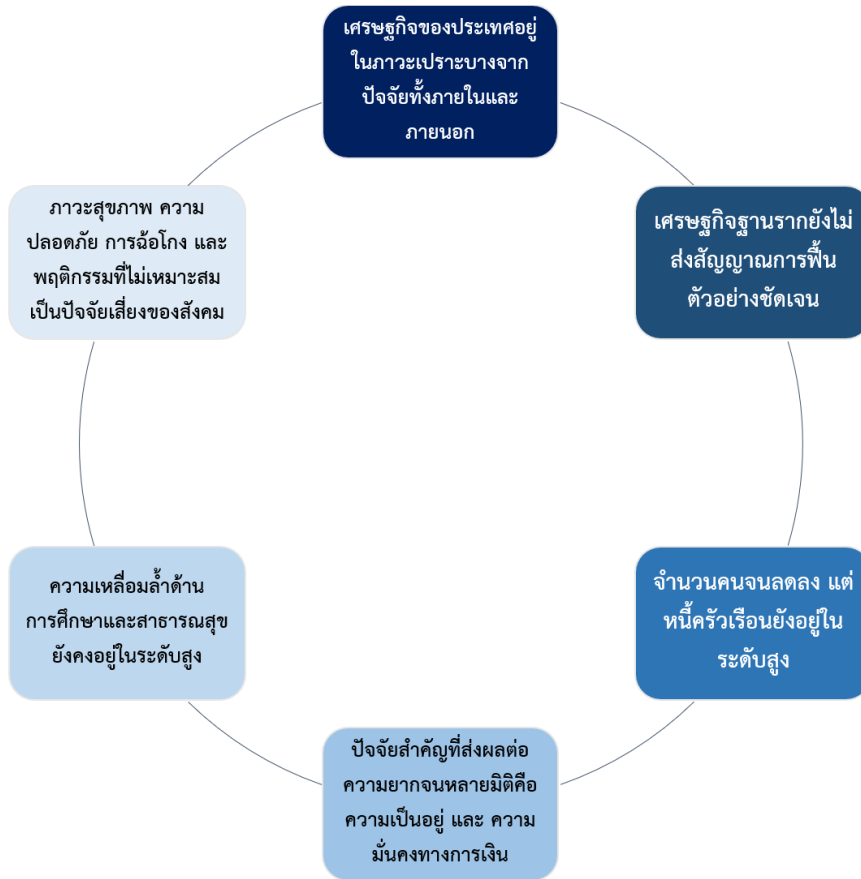 เศรษฐกิจของประเทศอยู่
ในภาวะเปราะบางจาก
ปัจจัยทั้งภายในและ
ภายนอก
เศรษฐกิจฐานรากยังไม่
ส่งสัญญาณการฟื้น
ตัวอย่างชัดเจน
จำนวนคนจนลดลง แต่
หนี้ครัวเรือนยังอยู่ใน
ระดับสูง
ปัจจัยสำคัญที่ส่งผลต่อ
ความยากจนหลายมิติคือ
ความเป็นอยู่ และ ความ
มั่นคงทางการเงิน
ความเหลื่อมล้ำด้าน
การศึกษาและสาธารณสุข
ยังคงอยู่ในระดับสูง
ภาวะสุขภาพ ความ
ปลอดภัย การฉ้อโกง และ
พฤติกรรมที่ไม่เหมาะสม
เป็นปัจจัยเสี่ยงของสังคม